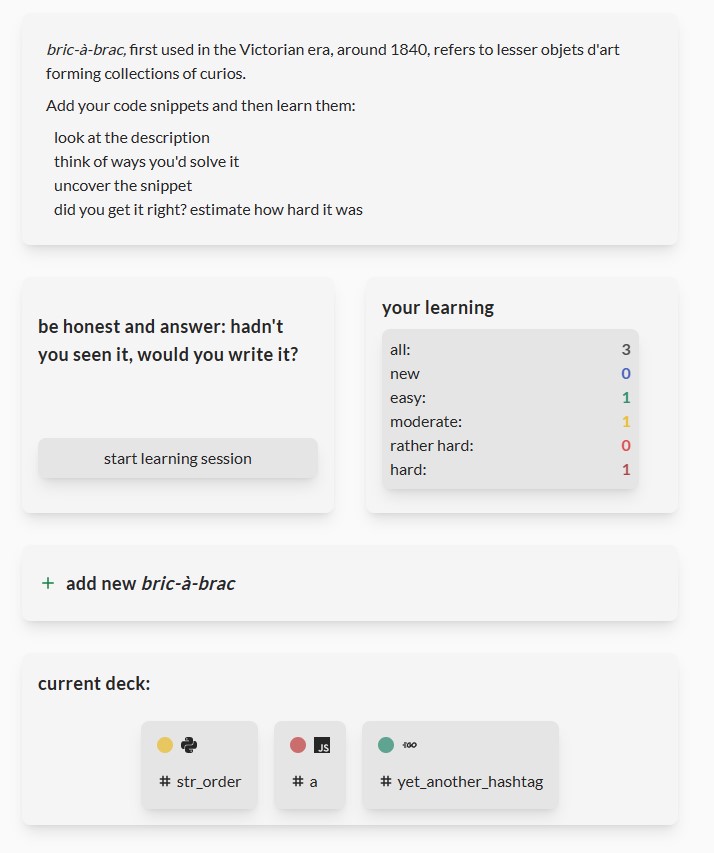 bric-à-brac, first used in the Victorian era, around 1840, refers to lesser objets d'art
forming collections of curios.
Add your code snippets and then learn them:
look at the description
think of ways you'd solve it
uncover the snippet
did you get it right? estimate how hard it was
be honest and answer: hadn't
you seen it, would you write it?
start learning session
your learning
all: 3
new 0
easy: 1
moderate: 1
rather hard: 0
hard: 1
+ add new bric-à-brac
current deck:
# str_order
JS
# a
GO
# yet_another_hashtag